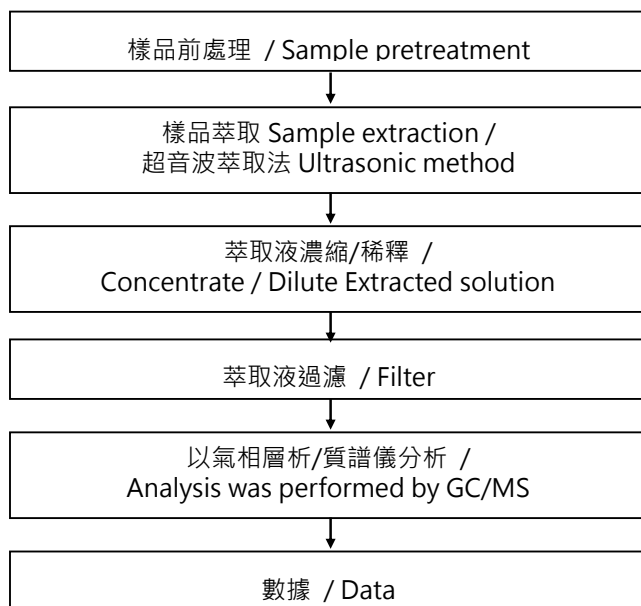 樣品前處理 / Sample pretreatment
樣品萃取 Sample extraction /
超音波萃取法 Ultrasonic method
萃取液濃縮/稀釋 /
Concentrate / Dilute Extracted solution
萃取液過濾 / Filter
以氣相層析/質譜儀分析 /
Analysis was performed by GC/MS
數據 / Data